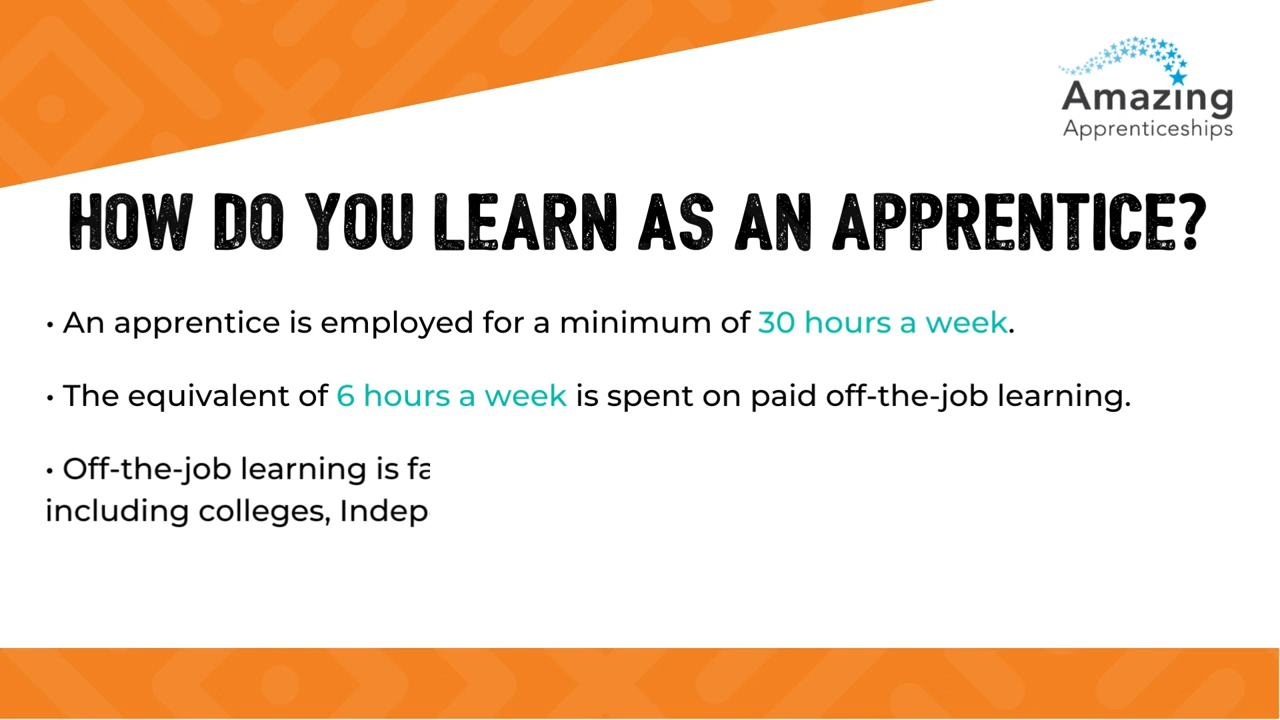 Amazing
Apprenticeships
HOW DO YOU LEARN AS AN APPRENTICE?
• An apprentice is employed for a minimum of 30 hours a week.
• The equivalent of 6 hours a week is spent on paid off-the-job learning.
• Off-the-job learning is fa
including colleges, Indep